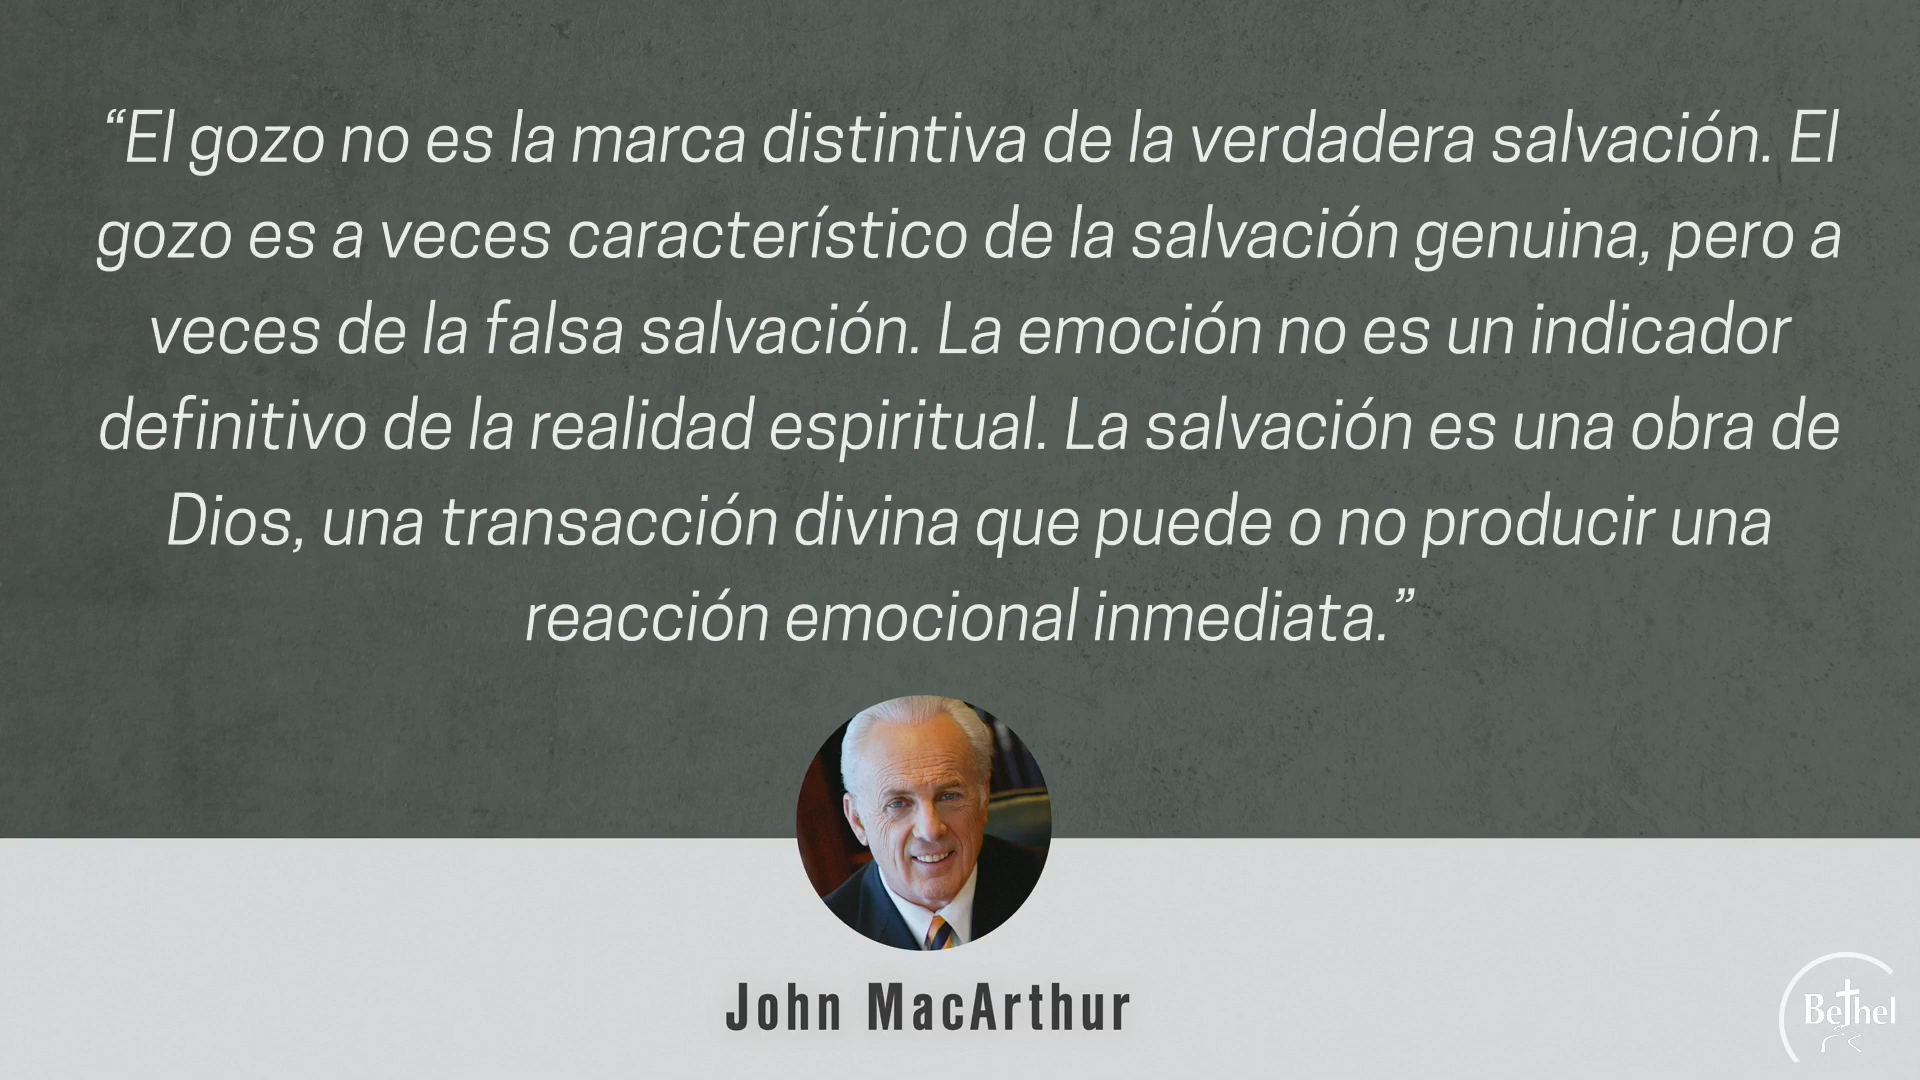 “El gozo no es la marca distintiva de la verdadera salvación. El
gozo es a veces característico de la salvación genuina, pero a
veces de la falsa salvación. La emoción no es un indicador
definitivo de la realidad espiritual. La salvación es una obra de
Dios, una transacción divina que puede o no producir una
reacción emocional inmediata.”
John MacArthur
Bethel